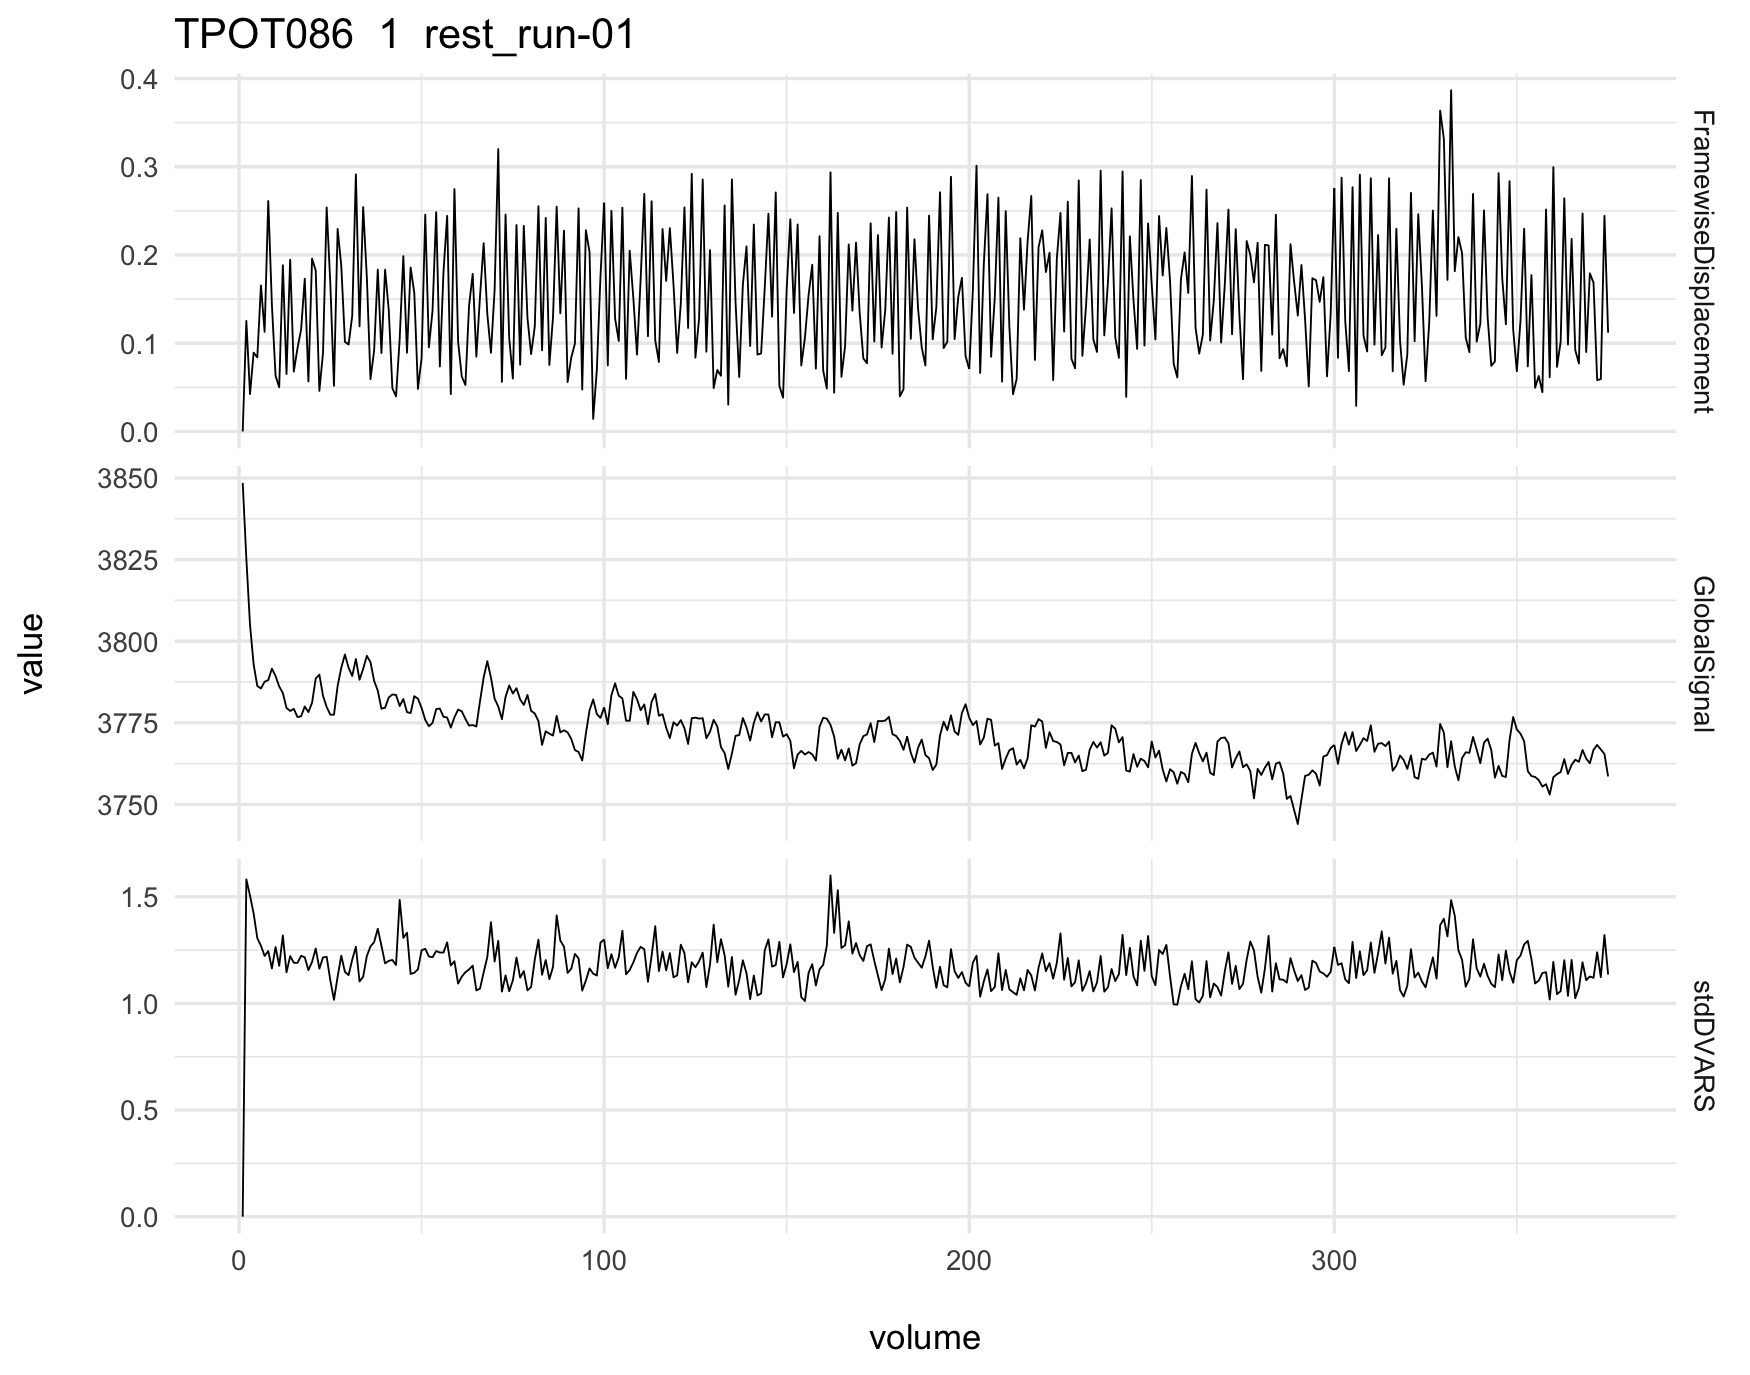 TPOT086  1  rest_run-01
0.4
0.3
0.2
0.1
0.0
FramewiseDisplacement
3850
3825
3800
3775
3750
GlobalSignal
value
1.5
1.0
0.5
0.0
stdDVARS
0 100 200 300
volume